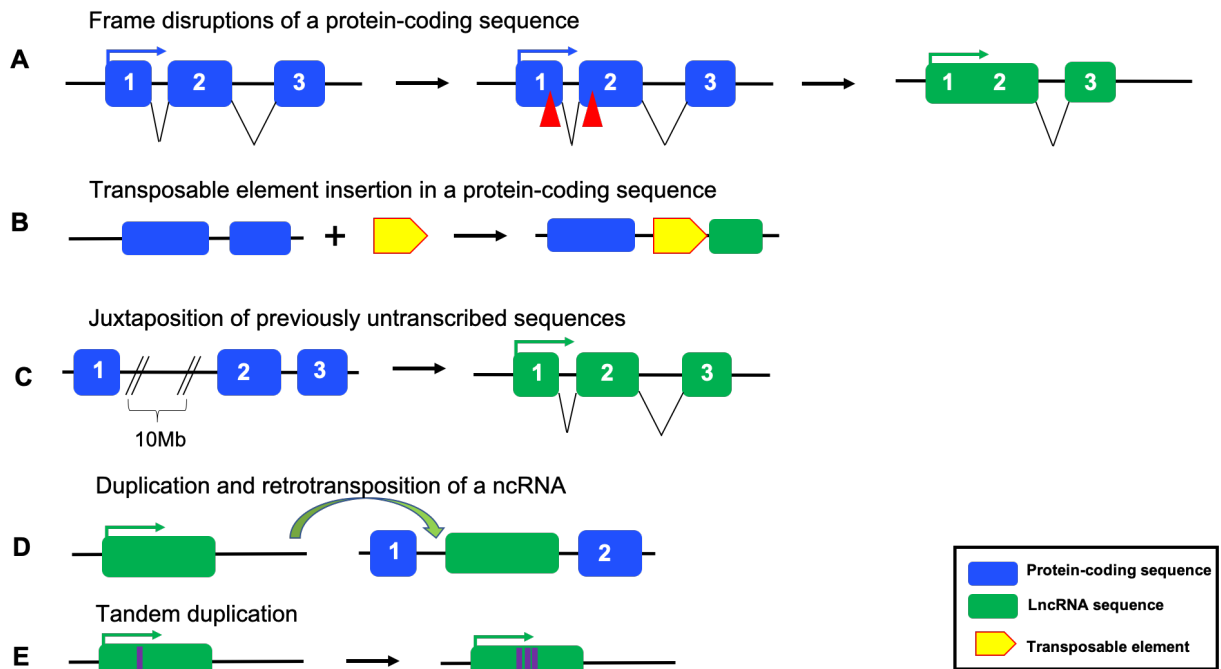 Frame disruptions of a protein-coding sequence
A
1 2 3
1 2 3
1 2 3
Transposable element insertion in a protein-coding sequence
B
+
Juxtaposition of previously untranscribed sequences
C
1 2 3
10Mb
1 2 3
Duplication and retrotransposition of a ncRNA
D
1 2
Tandem duplication
E
Protein-coding sequence
LncRNA sequence
Transposable element